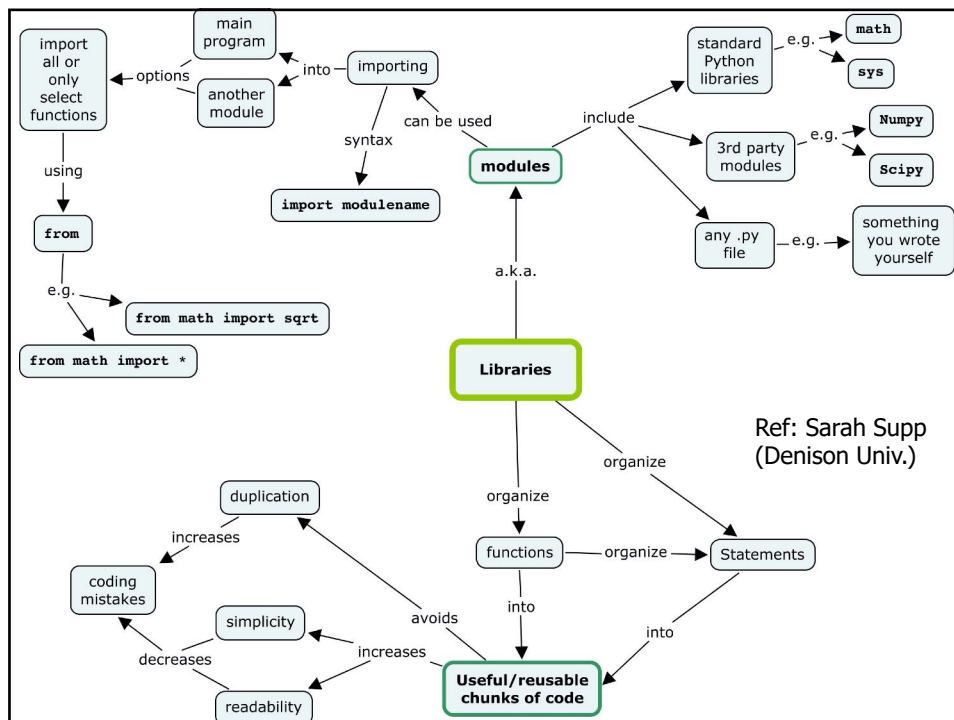 main
program
import
all or
only
select
functions
options
another
module
into
importing
can be used
syntax
import modulename
using
from
e.g.
from math import sqrt
from math import *
modules
include
standard
Python
libraries
e.g.
math
sys
3rd party
modules
e.g.
Numpy
Scipy
any .py
file
e.g.
something
you wrote
yourself
a.k.a.
Libraries
Ref: Sarah Supp
(Denison Univ.)
organize
organize
functions
organize
Statements
into
into
duplication
increases
coding
mistakes
simplicity
avoids
decreases
increases
readability
Useful/reusable
chunks of code